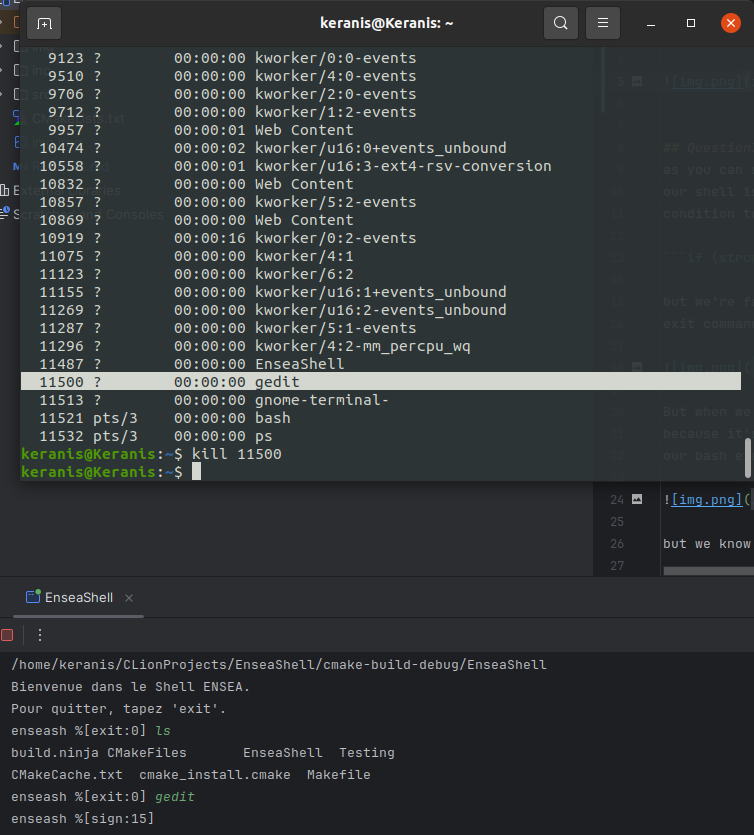 keranis@Keranis: ~
9123 ?        00:00:00 kworker/0:0-events
9510 ?        00:00:00 kworker/4:0-events
9706 ?        00:00:00 kworker/2:0-events
9712 ?        00:00:00 kworker/1:2-events
9957 ?        00:00:01 Web Content
10474 ?        00:00:02 kworker/u16:0+events_unbound
10558 ?        00:00:01 kworker/u16:3-ext4-rsv-conversion
10832 ?        00:00:00 Web Content
10857 ?        00:00:00 kworker/5:2-events
10869 ?        00:00:00 Web Content
10919 ?        00:00:16 kworker/0:2-events
11075 ?        00:00:00 kworker/4:1
11123 ?        00:00:00 kworker/6:2
11155 ?        00:00:00 kworker/u16:1+events_unbound
11269 ?        00:00:00 kworker/u16:2-events_unbound
11287 ?        00:00:00 kworker/5:1-events
11296 ?        00:00:00 kworker/4:2-mm_percpu_wq
11487 ?        00:00:00 EnseaShell
11500 ?        00:00:00 gedit
11513 ?        00:00:00 gnome-terminal-
11521 pts/3    00:00:00 bash
11532 pts/3    00:00:00 ps
keranis@Keranis:~$ kill 11500
keranis@Keranis:~$
## Question
as you can
our shell i
condition t
```if (strc
but we're f
exit comman
But when we
because it'
our bash e
24 ![img.png](
25
26 but we know
27
EnseaShell
/home/keranis/CLionProjects/EnseaShell/cmake-build-debug/EnseaShell
Bienvenue dans le Shell ENSEA.
Pour quitter, tapez 'exit'.
enseash %[exit:0] ls
build.ninja CMakeFiles       EnseaShell  Testing
CMakeCache.txt  cmake_install.cmake  Makefile
enseash %[exit:0] gedit
enseash %[sign:15]